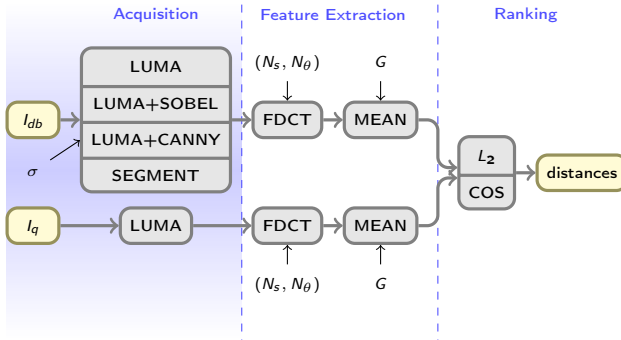 Acquisition
Feature Extraction
Ranking
LUMA
LUMA+SOBEL
LUMA+CANNY
SEGMENT
I_db
σ
(N_s, N_θ)
G
FDCT
MEAN
L_2
COS
distances
I_q
LUMA
FDCT
MEAN
(N_s, N_θ)
G